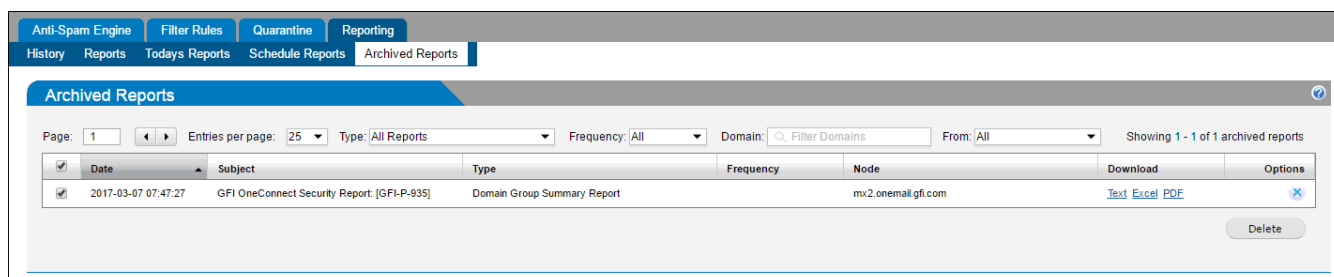 Anti-Spam Engine Filter Rules Quarantine Reporting
History Reports Todays Reports Schedule Reports Archived Reports
Archived Reports
Page: 1 Entries per page: 25 Type: All Reports Frequency: All Domain: Filter Domains From: All Showing 1 - 1 of 1 archived reports
Date Subject Type Frequency Node Download Options
2017-03-07 07:47:27 GFI OneConnect Security Report: [GFI-P-935] Domain Group Summary Report mx2.onemail.gfi.com Text Excel PDF
Delete